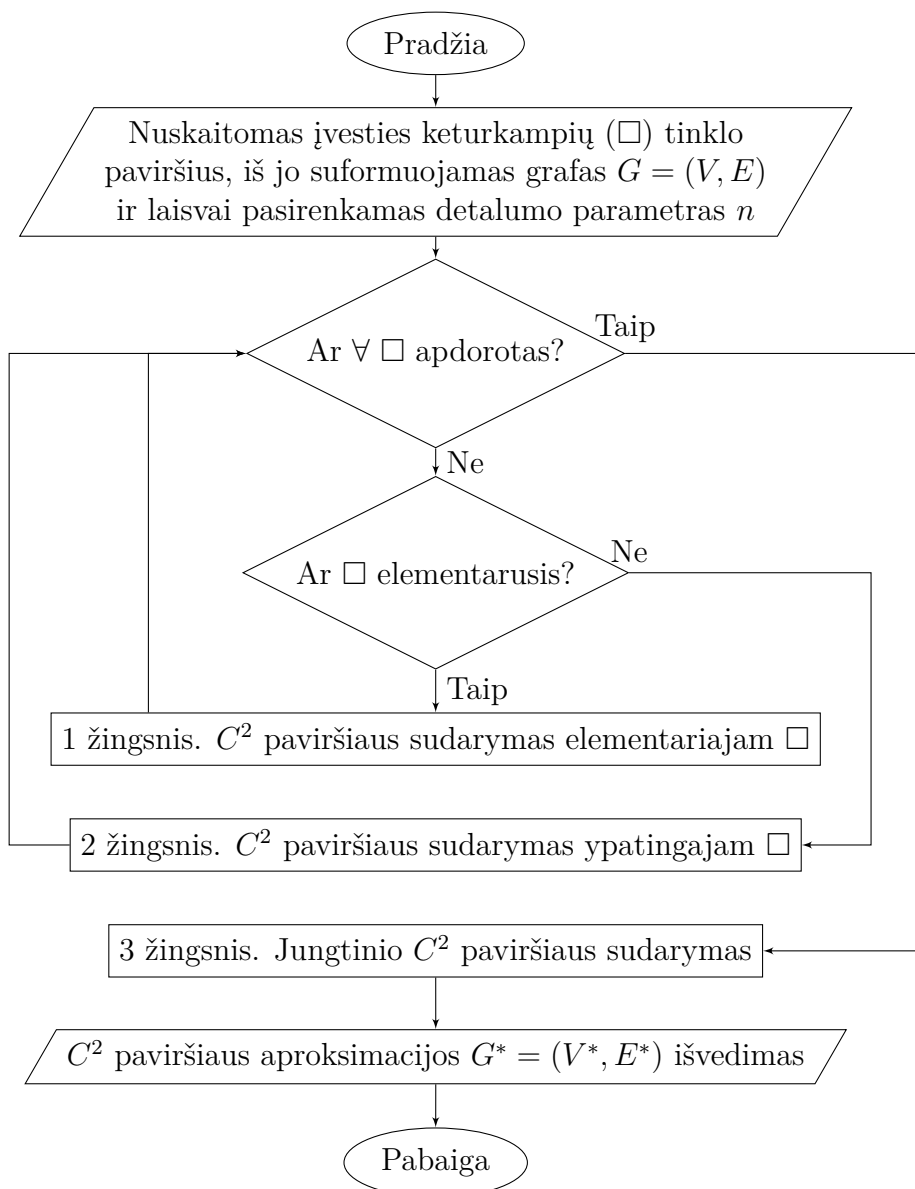 Pradžia
Nuskaitomas įvesties keturkampių (□) tinklo
paviršius, iš jo suformuojamas grafas G = (V, E)
ir laisvai pasirenkamas detalumo parametras n
Taip
Ar ∀ □ apdorotas?
Ne
Ne
Ar □ elementarusis?
Taip
1 žingsnis. C² paviršiaus sudarymas elementariajam □
2 žingsnis. C² paviršiaus sudarymas ypatingajam □
3 žingsnis. Jungtinio C² paviršiaus sudarymas
C² paviršiaus aproksimacijos G* = (V*, E*) išvedimas
Pabaiga